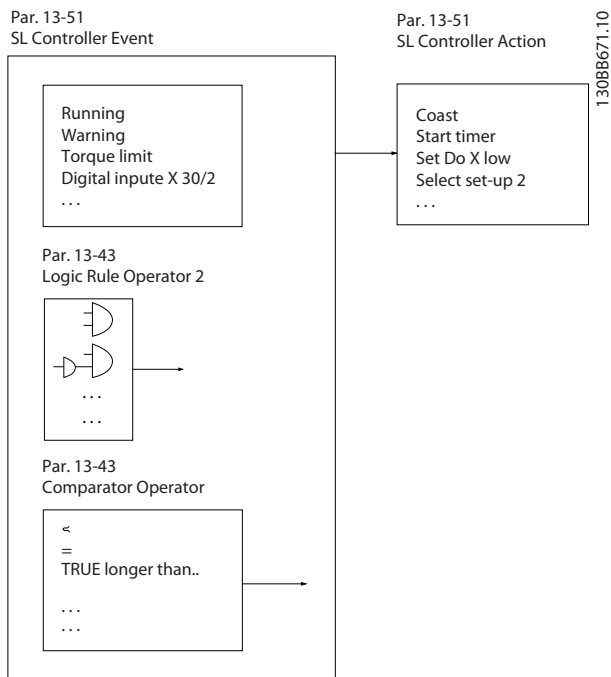 Par. 13-51
SL Controller Event
Par. 13-51
SL Controller Action
130BB671.10
Running
Warning
Torque limit
Digital inpute X 30/2
. . .
Coast
Start timer
Set Do X low
Select set-up 2
. . .
Par. 13-43
Logic Rule Operator 2
. . .
. . .
Par. 13-43
Comparator Operator
=
TRUE longer than..
. . .
. . .